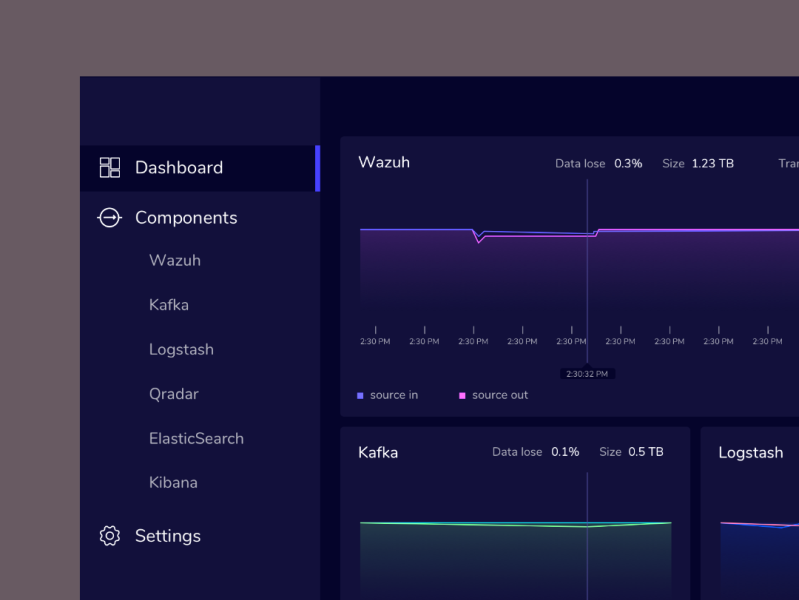 Dashboard
Components
Wazuh
Kafka
Logstash
Qradar
ElasticSearch
Kibana
Settings
Wazuh Data lose 0.3% Size 1.23 TB Tran
2:30 PM 2:30 PM 2:30 PM 2:30 PM 2:30 PM 2:30 PM 2:30 PM 2:30 PM 2:30 PM
2:30:32 PM
source in source out
Kafka Data lose 0.1% Size 0.5 TB
Logstash